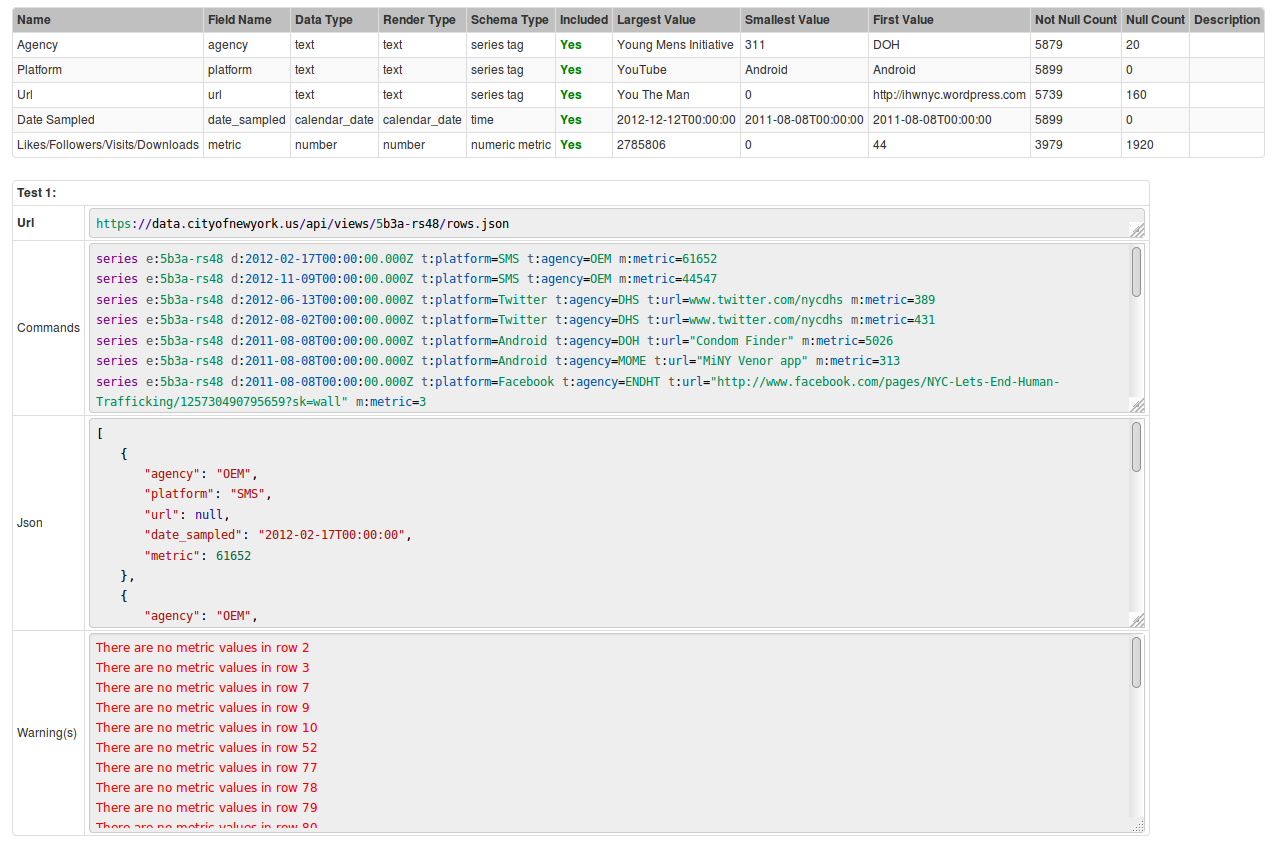 Name Field Name Data Type Render Type Schema Type Included Largest Value Smallest Value First Value Not Null Count Null Count Description
Agency agency text text series tag Yes Young Mens Initiative 311 DOH 5879 20
Platform platform text text series tag Yes YouTube Android Android 5899 0
Url url text text series tag Yes You The Man 0 http://ihwnyc.wordpress.com 5739 160
Date Sampled date_sampled calendar_date calendar_date time Yes 2012-12-12T00:00:00 2011-08-08T00:00:00 2011-08-08T00:00:00 5899 0
Likes/Followers/Visits/Downloads metric number number numeric metric Yes 2785806 0 44 3979 1920
Test 1:
Url https://data.cityofnewyork.us/api/views/5b3a-rs48/rows.json
Commands
series e:5b3a-rs48 d:2012-02-17T00:00:00.000Z t:platform=SMS t:agency=OEM m:metric=61652
series e:5b3a-rs48 d:2012-11-09T00:00:00.000Z t:platform=SMS t:agency=OEM m:metric=44547
series e:5b3a-rs48 d:2012-06-13T00:00:00.000Z t:platform=Twitter t:agency=DHS t:url=www.twitter.com/nycdhs m:metric=389
series e:5b3a-rs48 d:2012-08-02T00:00:00.000Z t:platform=Twitter t:agency=DHS t:url=www.twitter.com/nycdhs m:metric=431
series e:5b3a-rs48 d:2011-08-08T00:00:00.000Z t:platform=Android t:agency=DOH t:url="Condom Finder" m:metric=5026
series e:5b3a-rs48 d:2011-08-08T00:00:00.000Z t:platform=Android t:agency=MOME t:url="MiNY Venor app" m:metric=313
series e:5b3a-rs48 d:2011-08-08T00:00:00.000Z t:platform=Facebook t:agency=ENDHT t:url="http://www.facebook.com/pages/NYC-Lets-End-Human-
Trafficking/125730490795659?sk=wall" m:metric=3
Json
[
{
"agency": "OEM",
"platform": "SMS",
"url": null,
"date_sampled": "2012-02-17T00:00:00",
"metric": 61652
},
{
"agency": "OEM",
Warning(s)
There are no metric values in row 2
There are no metric values in row 3
There are no metric values in row 7
There are no metric values in row 9
There are no metric values in row 10
There are no metric values in row 52
There are no metric values in row 77
There are no metric values in row 78
There are no metric values in row 79
There are no metric values in row 80